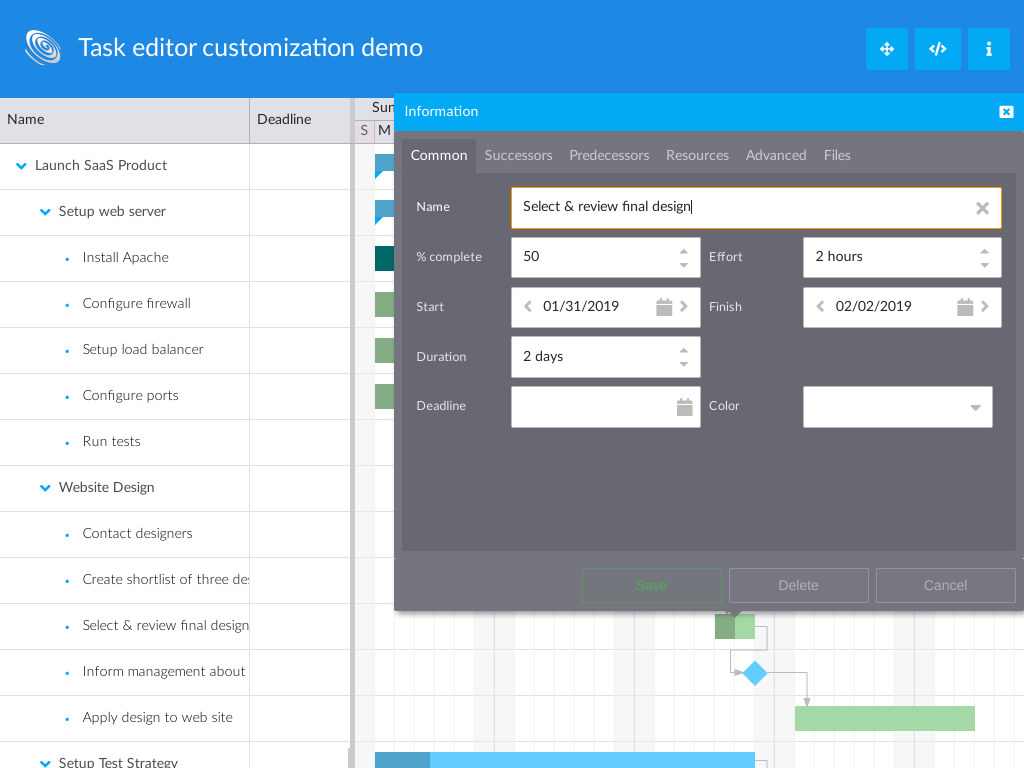 Task editor customization demo
Name
Deadline
Sun
S M
Launch SaaS Product
Setup web server
Install Apache
Configure firewall
Setup load balancer
Configure ports
Run tests
Website Design
Contact designers
Create shortlist of three de
Select & review final design
Inform management about
Apply design to web site
Setup Test Strategy
Information
Common Successors Predecessors Resources Advanced Files
Name Select & review final design
% complete 50 Effort 2 hours
Start 01/31/2019 Finish 02/02/2019
Duration 2 days
Deadline Color
Save Delete Cancel